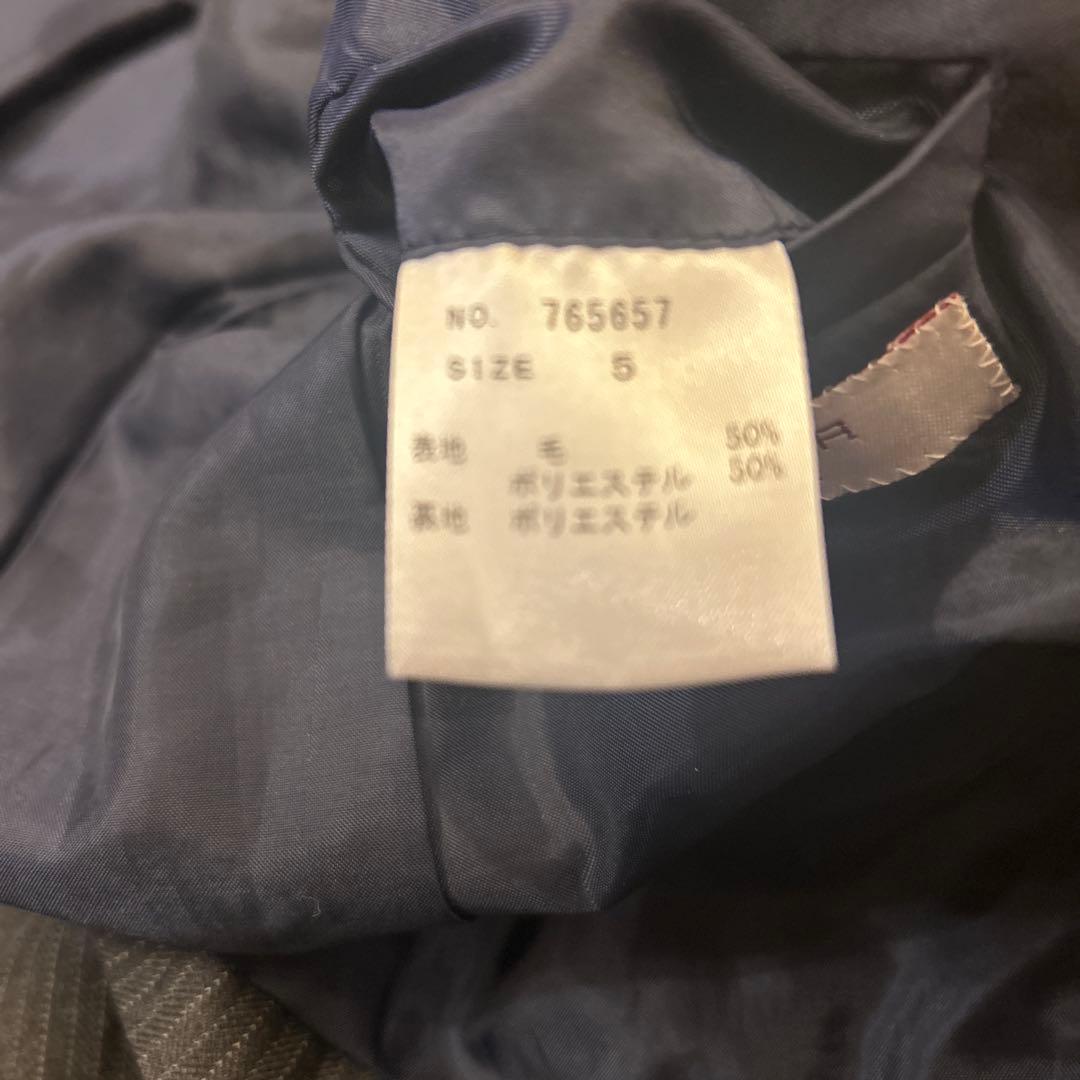 NO. 765657
SIZE 5
表地 毛 50%
ポリエステル 50%
裏地 ポリエステル